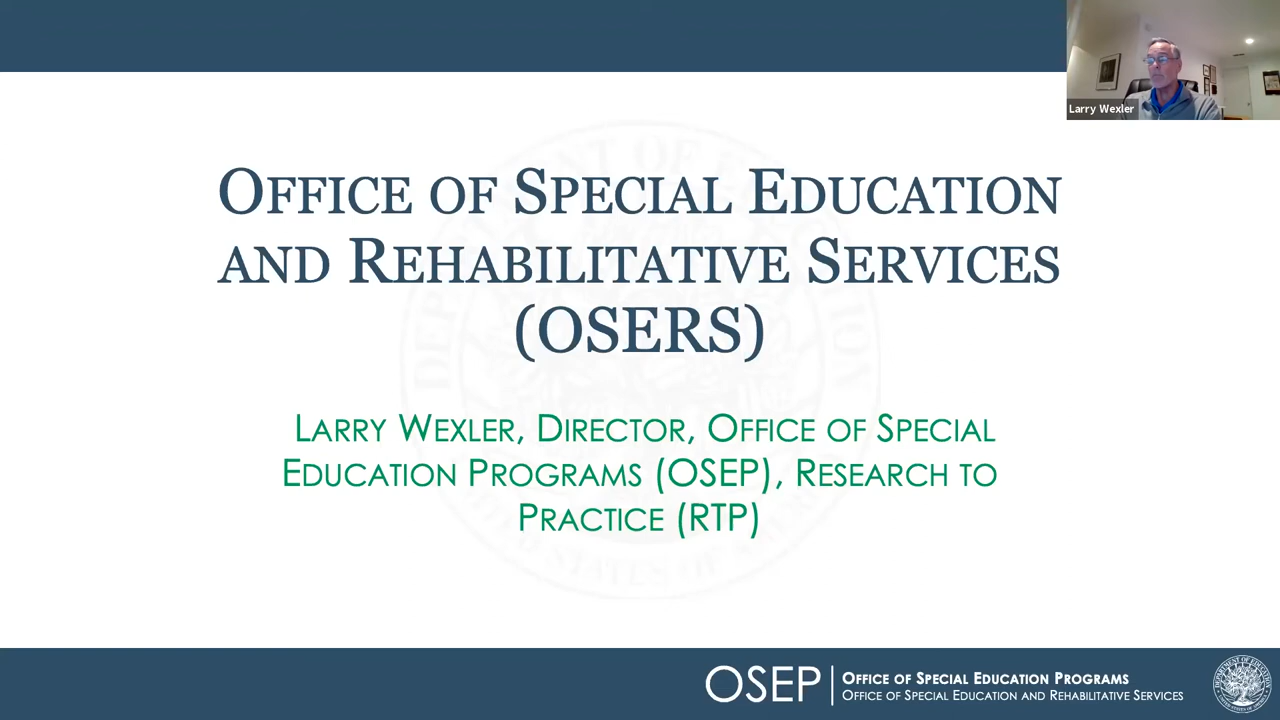 Larry Wexler
OFFICE OF SPECIAL EDUCATION
AND REHABILITATIVE SERVICES
(OSERS)
LARRY WEXLER, DIRECTOR, OFFICE OF SPECIAL
EDUCATION PROGRAMS (OSEP), RESEARCH TO
PRACTICE (RTP)
OSEP
OFFICE OF SPECIAL EDUCATION PROGRAMS
OFFICE OF SPECIAL EDUCATION AND REHABILITATIVE SERVICES